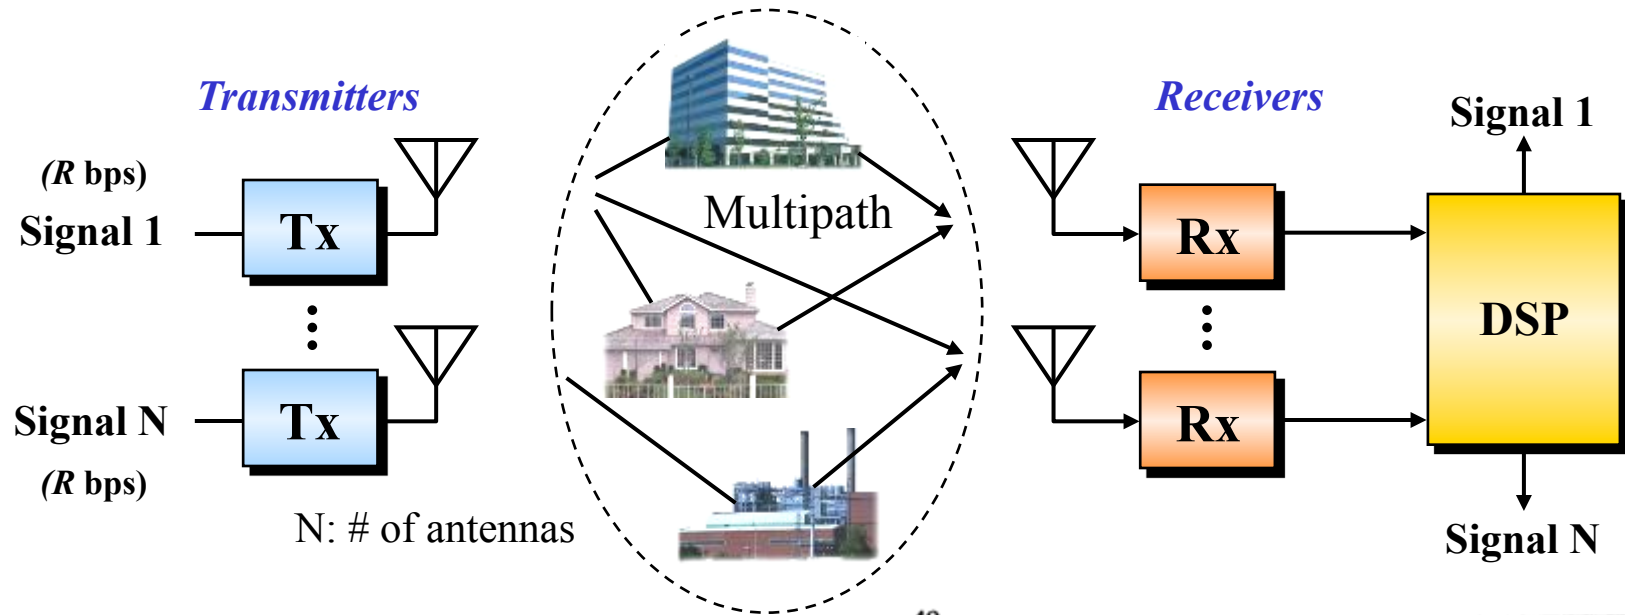 Transmitters
Receivers
Signal 1
(R bps)
Signal 1
Tx
Multipath
Rx
DSP
Signal N
Tx
Rx
(R bps)
N: # of antennas
Signal N